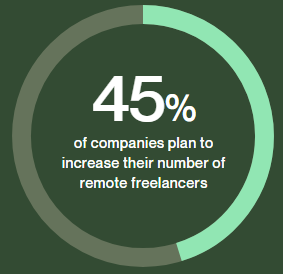 45%
of companies plan to
increase their number of
remote freelancers